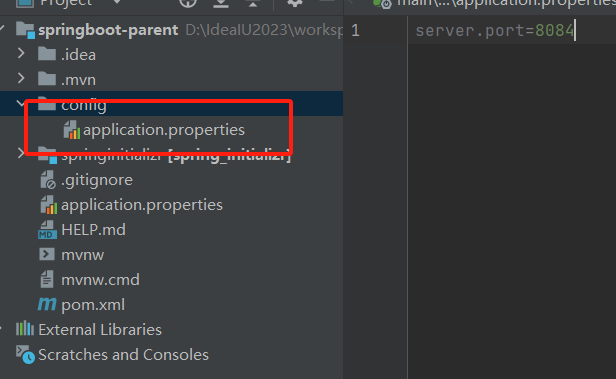 Project
springboot-parent D:\IdeaIU2023\worksp
.idea
.mvn
config
application.properties
springinitializr [spring_initializr]
.gitignore
application.properties
HELP.md
mvnw
mvnw.cmd
pom.xml
External Libraries
Scratches and Consoles
main\...\application.properties
1 server.port=8084